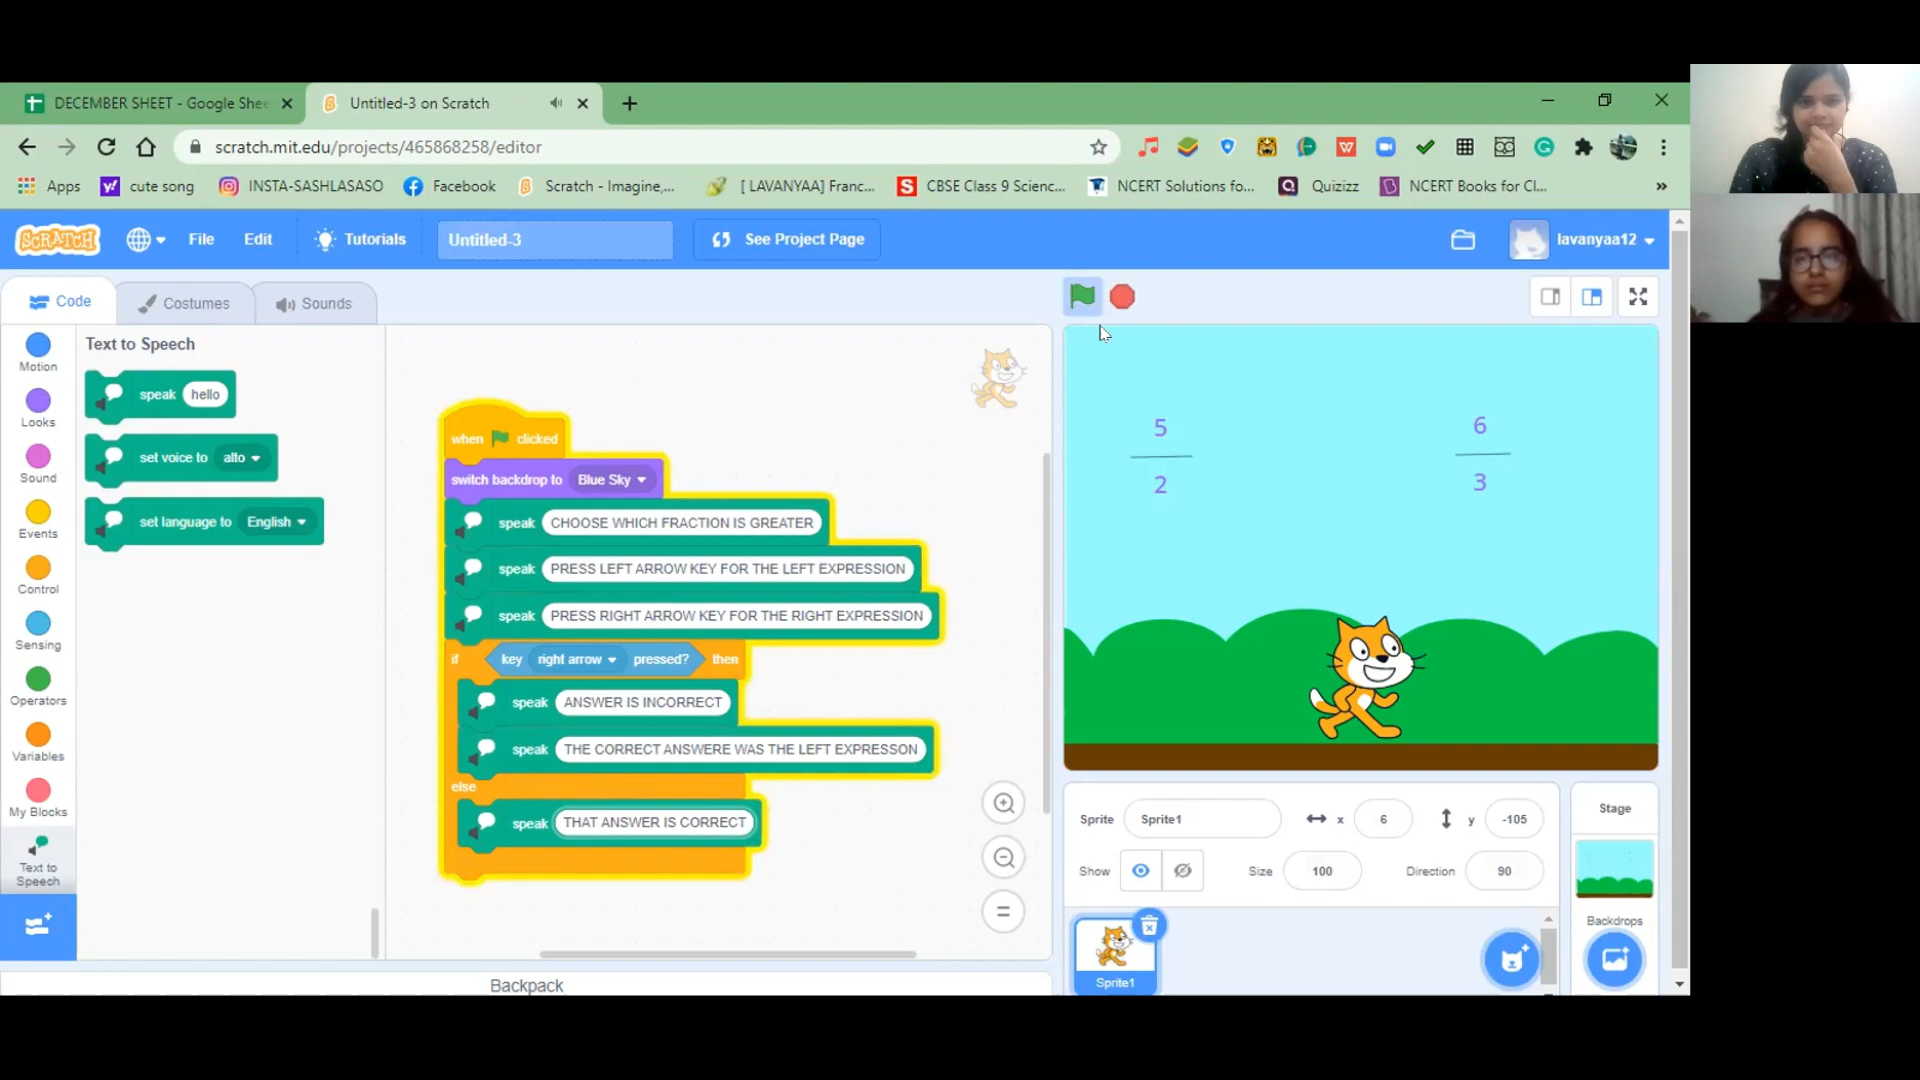 DECEMBER SHEET - Google Shee
Untitled-3 on Scratch
scratch.mit.edu/projects/465868258/editor
Apps
cute song
INSTA-SASHLASASO
Facebook
Scratch - Imagine,...
[ LAVANYAA] Franc...
CBSE Class 9 Scienc...
NCERT Solutions fo...
Quizizz
NCERT Books for Cl...
»
SCRATCH
File
Edit
Tutorials
Untitled-3
See Project Page
lavanyaa12
Code
Costumes
Sounds
Motion
Looks
Sound
Events
Control
Sensing
Operators
Variables
My Blocks
Text to
Speech
Text to Speech
speak hello
set voice to alto
set language to English
when clicked
switch backdrop to Blue Sky
speak CHOOSE WHICH FRACTION IS GREATER
speak PRESS LEFT ARROW KEY FOR THE LEFT EXPRESSION
speak PRESS RIGHT ARROW KEY FOR THE RIGHT EXPRESSION
if key right arrow pressed? then
speak ANSWER IS INCORRECT
speak THE CORRECT ANSWERE WAS THE LEFT EXPRESSON
else
speak THAT ANSWER IS CORRECT
Backpack
5
2
6
3
Sprite Sprite1 x 6 y -105
Show Size 100 Direction 90
Sprite1
Stage
Backdrops